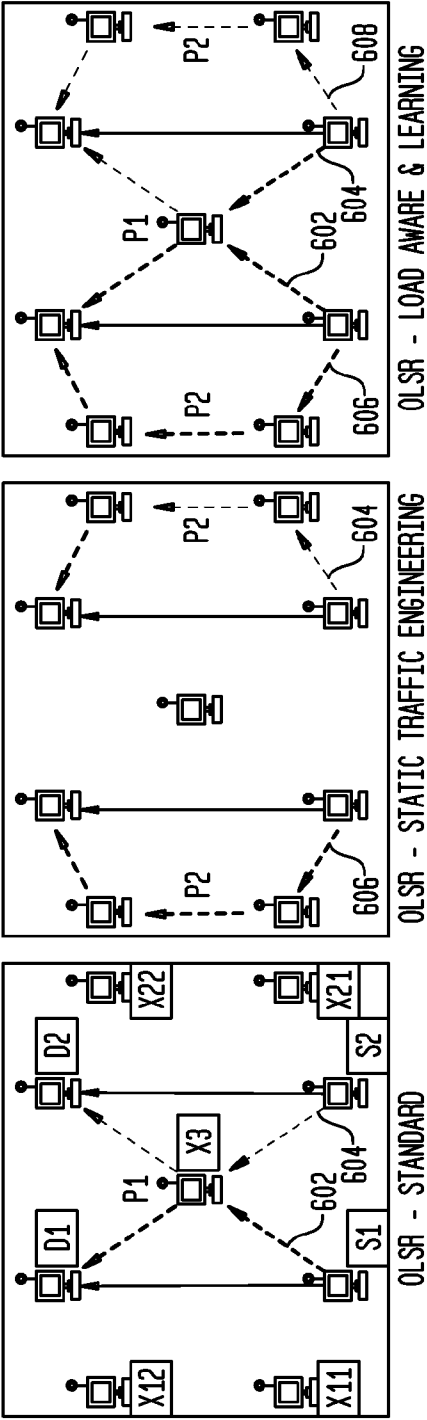 D1
D2
P1
X12
X22
X3
X11
X21
602
604
S1
S2
OLSR - STANDARD
P2
P2
606
604
OLSR - STATIC TRAFFIC ENGINEERING
P1
P2
P2
606
602
604
608
OLSR - LOAD AWARE & LEARNING